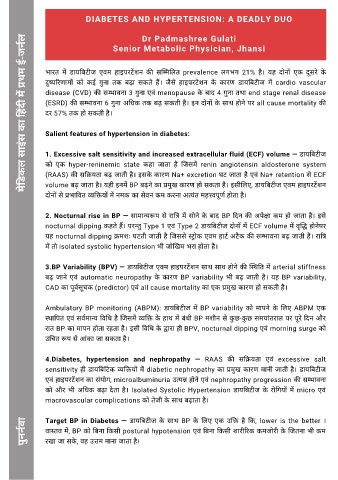 DIABETES AND HYPERTENSION: A DEADLY DUO
Dr Padmashree Gulati
Senior Metabolic Physician, Jhansi
मेडिकल साइंस का हिंदी में प्रथम ई-जर्नल
पुनर्नवा
भारत में डायबिटीज एवम हाइपरटेंशन की सम्मिलित prevalence लगभग 21% है। यह दोनों एक दूसरे के
दुष्परिणामों को कई गुना तक बढ़ा सकते हैं। जैसे हाइपरटेंशन के कारण डायबिटीज में cardio vascular
disease (CVD) की सम्भावना 3 गुना एवं menopause के बाद 4 गुना तथा end stage renal disease
(ESRD) की सम्भावना 6 गुना अधिक तक बढ़ सकती है। इन दोनों के साथ होने पर all cause mortality की
दर 57% तक हो सकती है।
Salient features of hypertension in diabetes:
1. Excessive salt sensitivity and increased extracellular fluid (ECF) volume – डायबिटीज
को एक hyper-reninemic state कहा जाता है जिसमें renin angiotensin aldosterone system
(RAAS) की सक्रियता बढ़ जाती है। इसके कारण Na+ excretion घट जाता है एवं Na+ retention से ECF
volume बढ़ जाता है। यही इनमें BP बढ़ने का प्रमुख कारण हो सकता है। इसीलिए, डायबिटीज एवम हाइपरटेंशन
दोनों से प्रभावित व्यक्तियों में नमक का सेवन कम करना अत्यंत महत्वपूर्ण होता है।
2. Nocturnal rise in BP – सामान्यरूप से रात्रि में सोने के बाद BP दिन की अपेक्षा कम हो जाता है। इसे
nocturnal dipping कहते हैं। परन्तु Type 1 एवं Type 2 डायबिटीज दोनों में ECF volume में वृद्धि होनेपर
यह nocturnal dipping क्रमशः घटती जाती है जिससे स्ट्रोक एवम हार्ट अटैक की सम्भावना बढ़ जाती है। रात्रि
में तो isolated systolic hypertension भी जोखिम भरा होता है।
3.BP Variability (BPV) – डायबिटीज एवम हाइपरटेंशन साथ साथ होने की स्थिति में arterial stiffness
बढ़ जाने एवं automatic neuropathy के कारण BP variability भी बढ़ जाती है। यह BP variability,
CAD का पूर्वसूचक (predictor) एवं all cause mortality का एक प्रमुख कारण हो सकती है।
Ambulatory BP monitoring (ABPM): डायबिटीज में BP variability को मापने के लिए ABPM एक
स्थापित एवं सर्वमान्य विधि है जिसमें व्यक्ति के हाथ में बंधी BP मशीन से कुछ-कुछ समयांतराल पर पूरे दिन और
रात BP का मापन होता रहता है। इसी विधि के द्वारा ही BPV, nocturnal dipping एवं morning surge को
उचित रूप से आंका जा सकता है।
4.Diabetes, hypertension and nephropathy – RAAS की सक्रियता एवं excessive salt
sensitivity ही डायबिटिक व्यक्तियों में diabetic nephropathy का प्रमुख कारण मानी जाती है। डायबिटीज
एवं हाइपरटेंशन का संयोग, microalbuminuria उत्पन्न होने एवं nephropathy progression की सम्भावना
को और भी अधिक बढ़ा देता है। Isolated Systolic Hypertension डायबिटीज के रोगियों में micro एवं
macrovascular complications को तेजी के साथ बढ़ाता है।
Target BP in Diabetes – डायबिटीज के साथ BP के लिए एक उक्ति है कि, lower is the better ।
वास्तव में, BP को बिना किसी postural hypotension एवं बिना किसी शारीरिक कमजोरी के जितना भी कम
रखा जा सके, वह उत्तम माना जाता है।